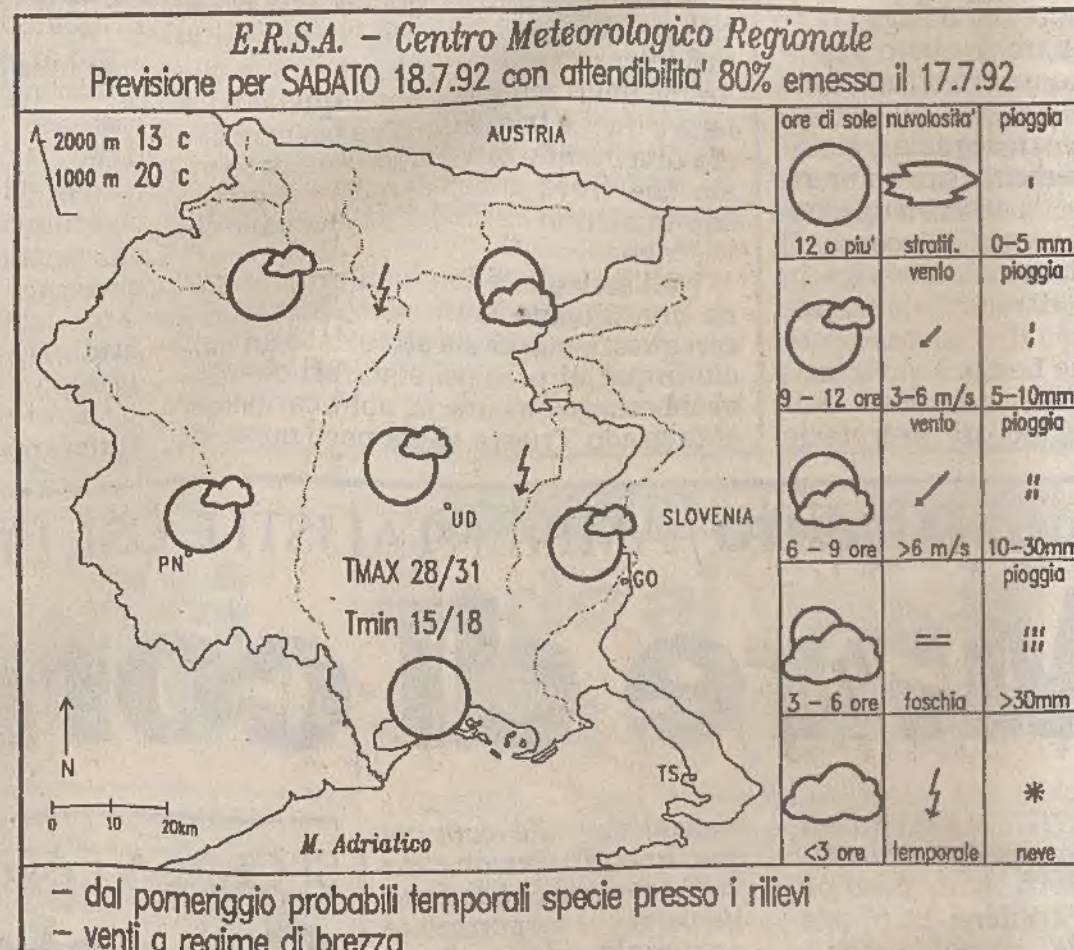 E.R.S.A. – Centro Meteorologico Regionale
Previsione per SABATO 18.7.92 con attendibilita' 80% emessa il 17.7.92
2000 m 13 c
1000 m 20 c
AUSTRIA
SLOVENIA
UD
PN
GO
TMAX 28/31
Tmin 15/18
TS
N
0 10 20km
M. Adriatico
ore di sole nuvolosita' pioggia
12 o piu' stratif. 0–5 mm
vento pioggia
9 – 12 ore 3–6 m/s 5–10mm
vento pioggia
6 – 9 ore >6 m/s 10–30mm
pioggia
3 – 6 ore foschia >30mm
<3 ore temporale neve
– dal pomeriggio probabili temporali specie presso i rilievi
– venti a regime di brezza